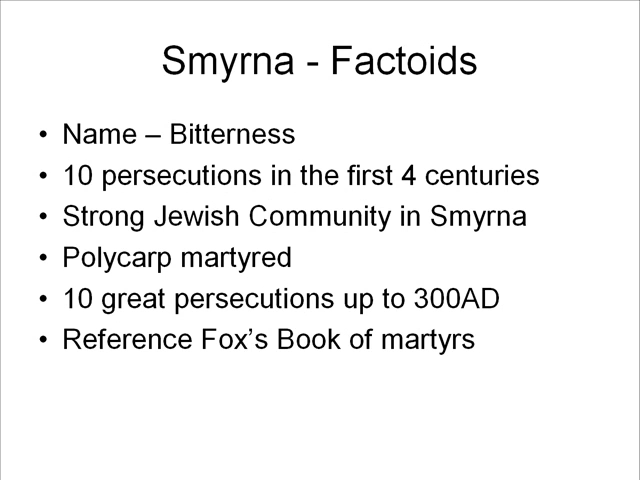 Smyrna - Factoids
• Name – Bitterness
• 10 persecutions in the first 4 centuries
• Strong Jewish Community in Smyrna
• Polycarp martyred
• 10 great persecutions up to 300AD
• Reference Fox’s Book of martyrs